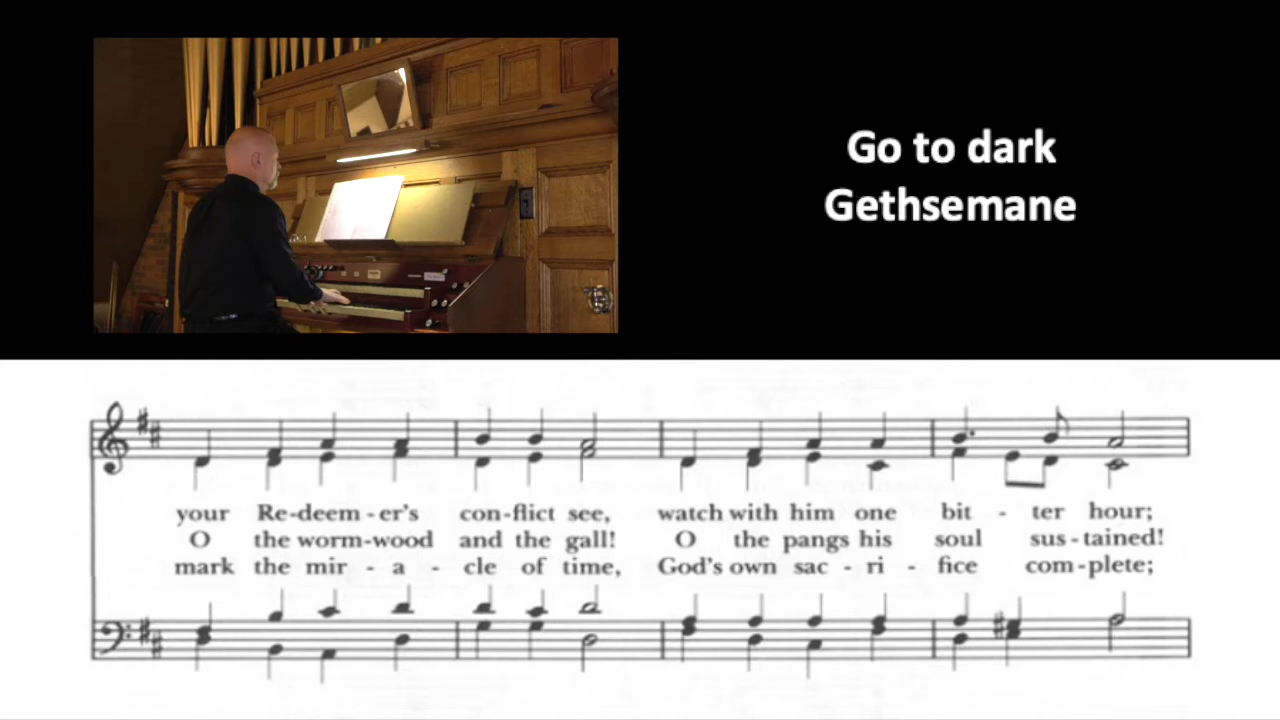 Go to dark
Gethsemane
your Re-deem-er's con-flict see, watch with him one bit - ter hour;
O the worm-wood and the gall! O the pangs his soul sus-tained!
mark the mir - a - cle of time, God's own sac - ri - fice com-plete;